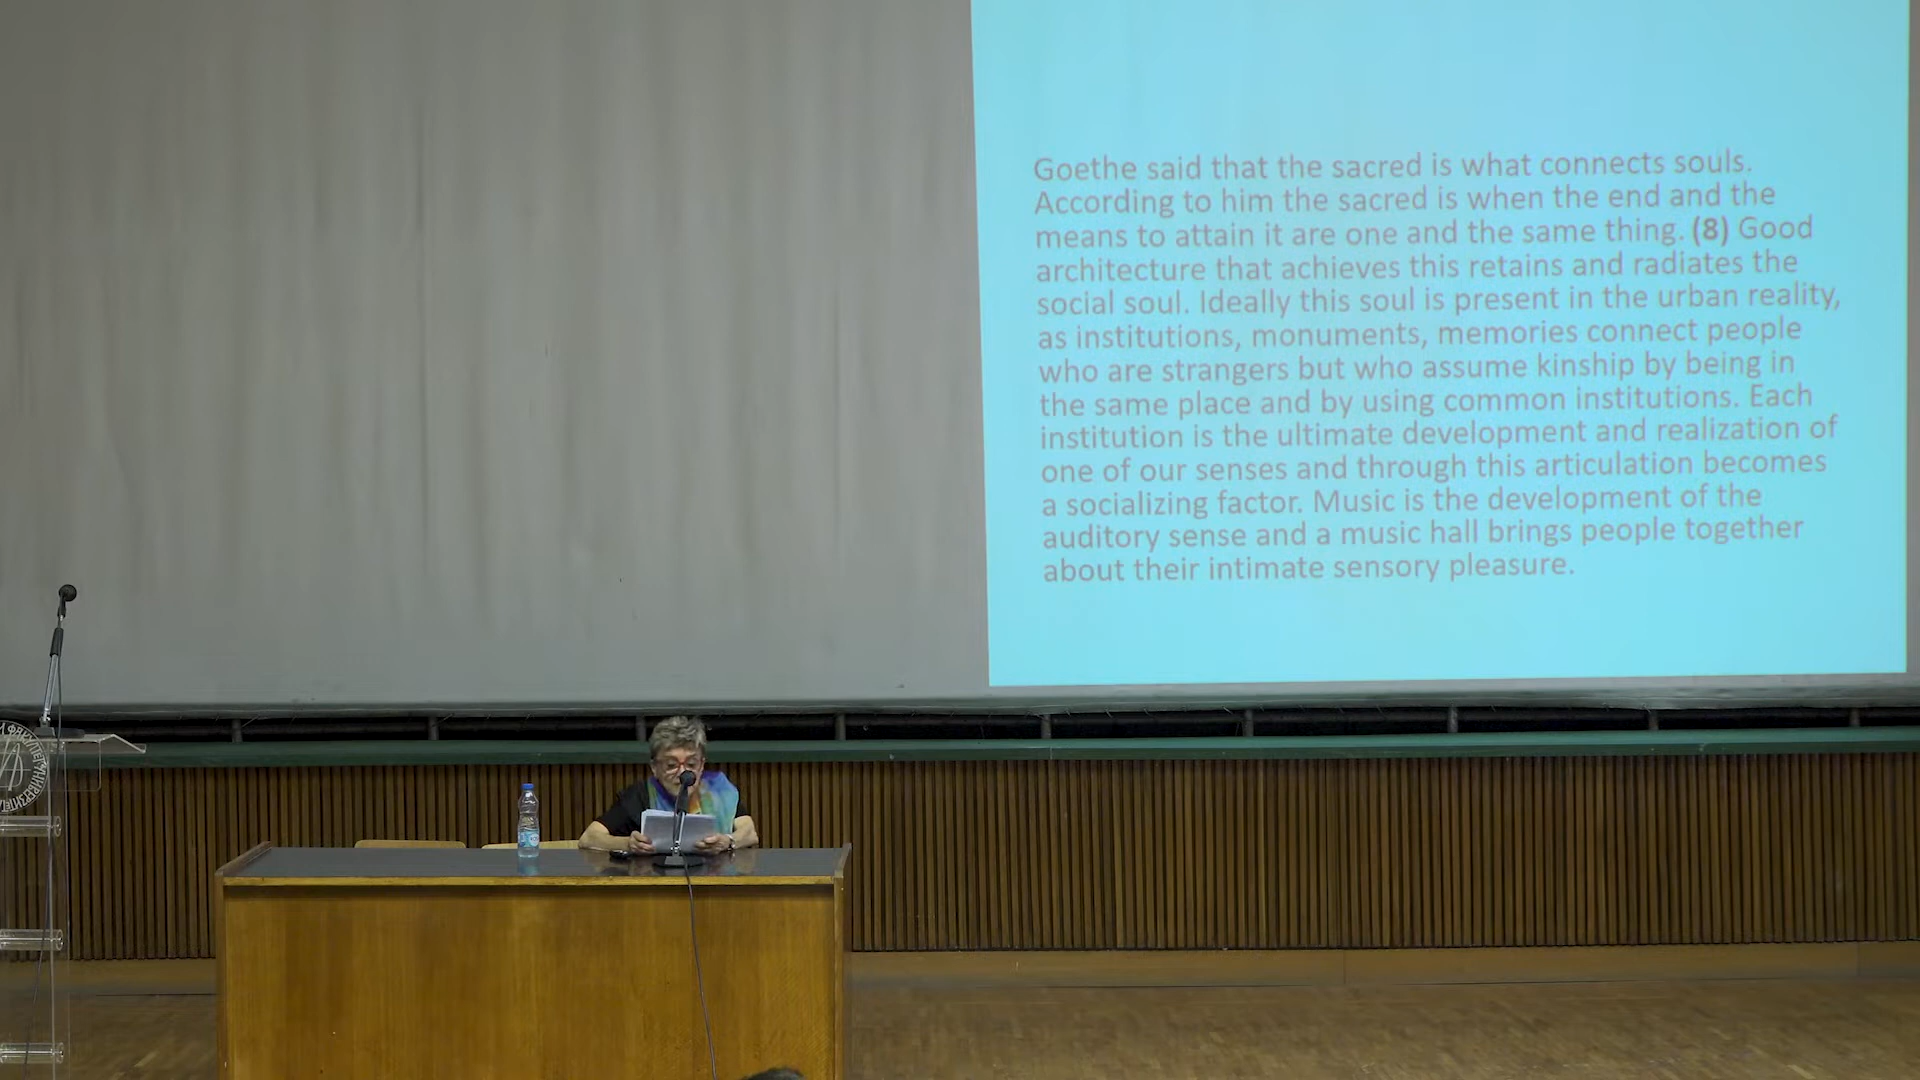 Goethe said that the sacred is what connects souls.
According to him the sacred is when the end and the
means to attain it are one and the same thing. (8) Good
architecture that achieves this retains and radiates the
social soul. Ideally this soul is present in the urban reality,
as institutions, monuments, memories connect people
who are strangers but who assume kinship by being in
the same place and by using common institutions. Each
institution is the ultimate development and realization of
one of our senses and through this articulation becomes
a socializing factor. Music is the development of the
auditory sense and a music hall brings people together
about their intimate sensory pleasure.